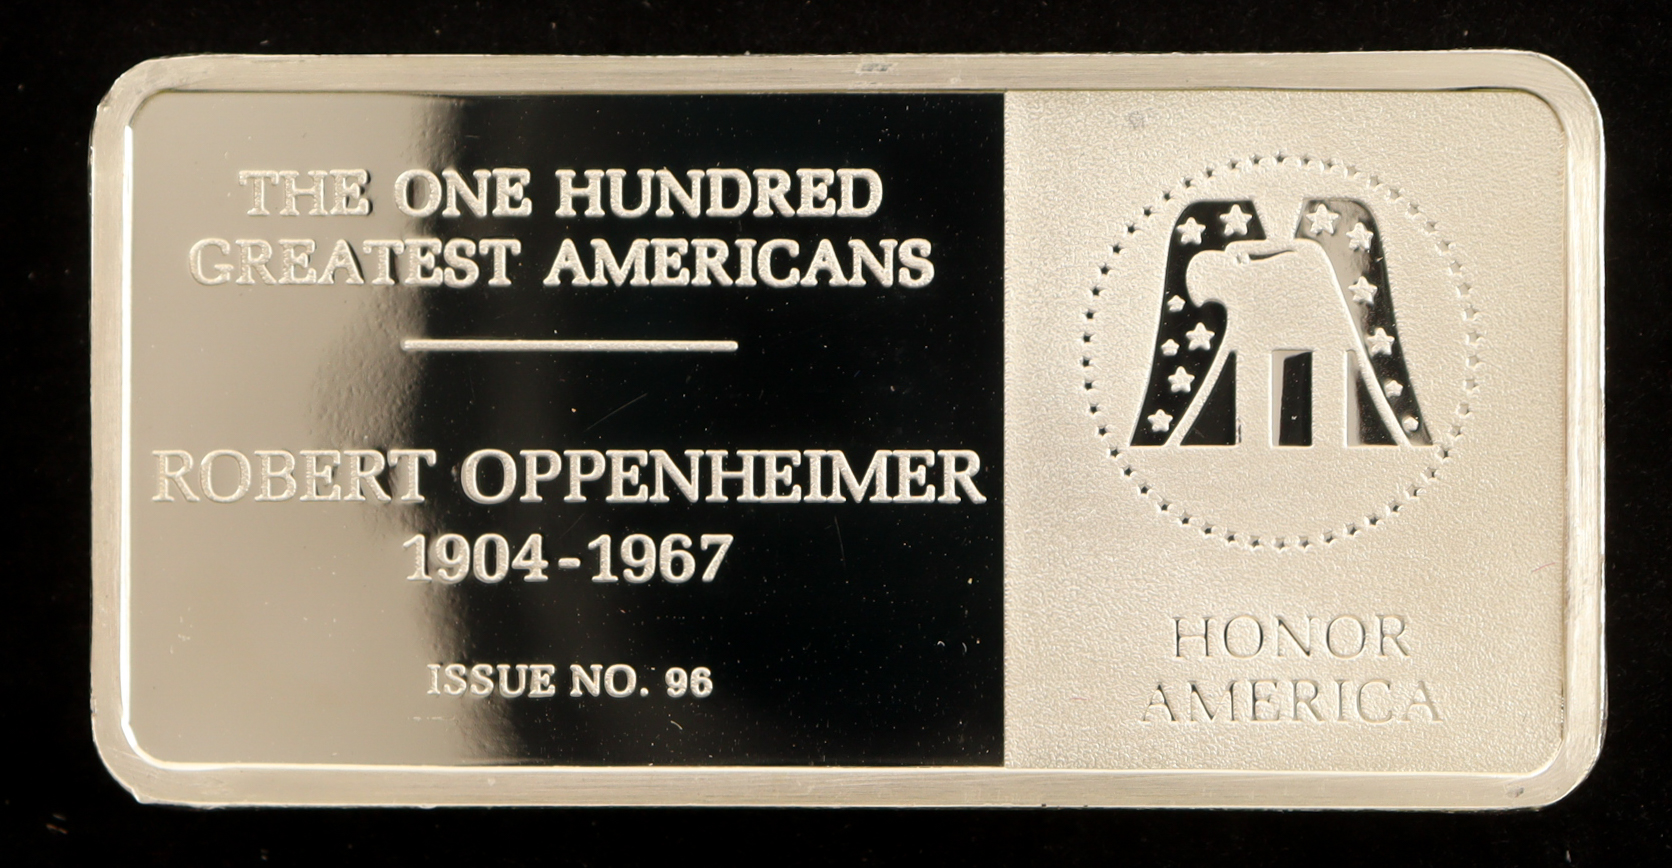 THE ONE HUNDRED
GREATEST AMERICANS
ROBERT OPPENHEIMER
1904-1967
ISSUE NO. 96
HONOR
AMERICA